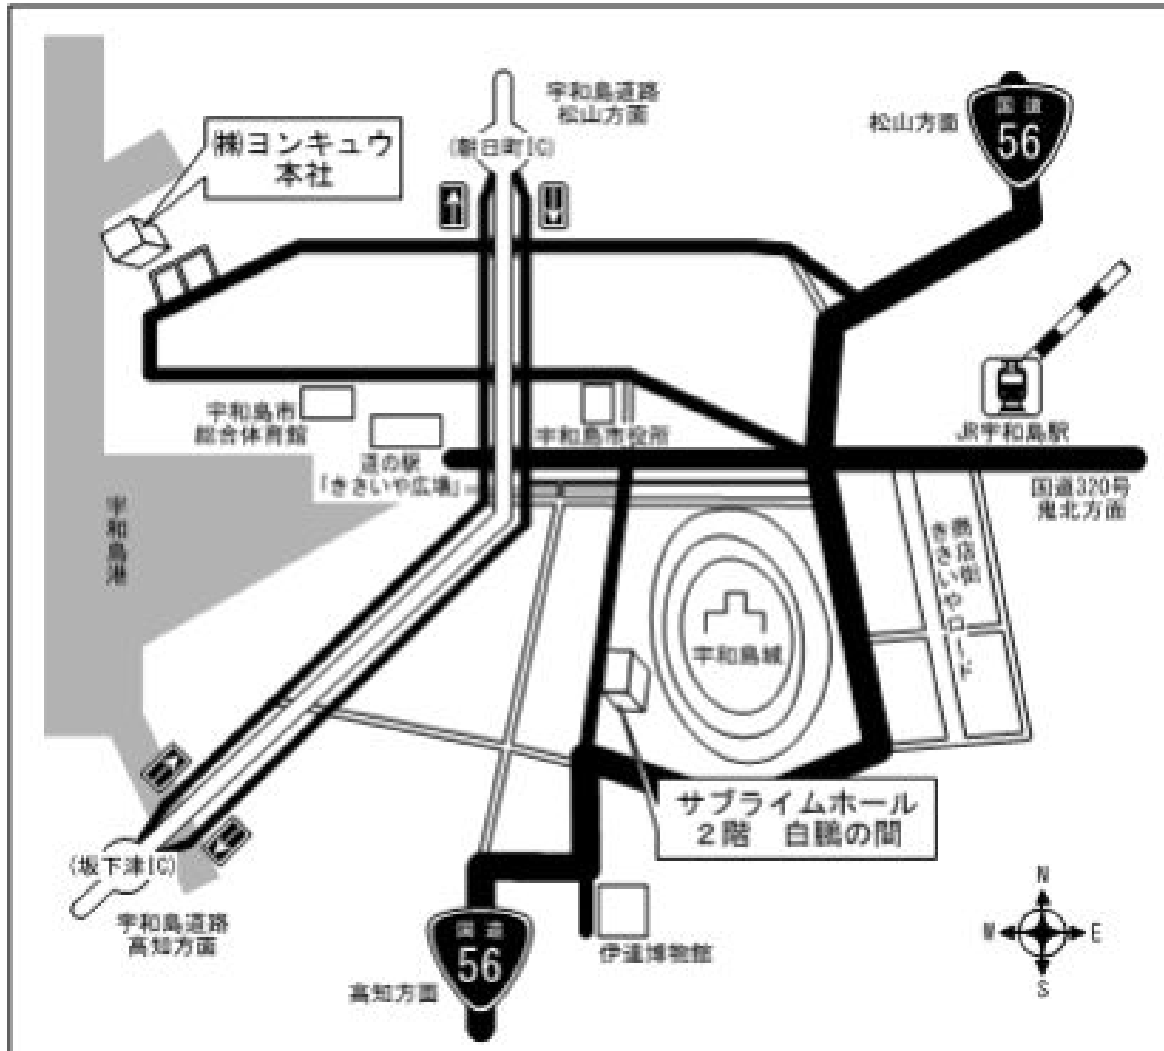 宇和島道路
松山方面
(朝日町IC)
松山方面
国道
56
㈱ヨンキュウ
本社
宇和島市
総合体育館
道の駅
「きさいや広場」
宇和島市役所
JR宇和島駅
国道320号
鬼北方面
宇和島港
商店街
きさいやロード
宇和島城
サブライムホール
2階 白鵬の間
(坂下津IC)
宇和島道路
高知方面
国道
56
高知方面
伊達博物館
N
W
E
S